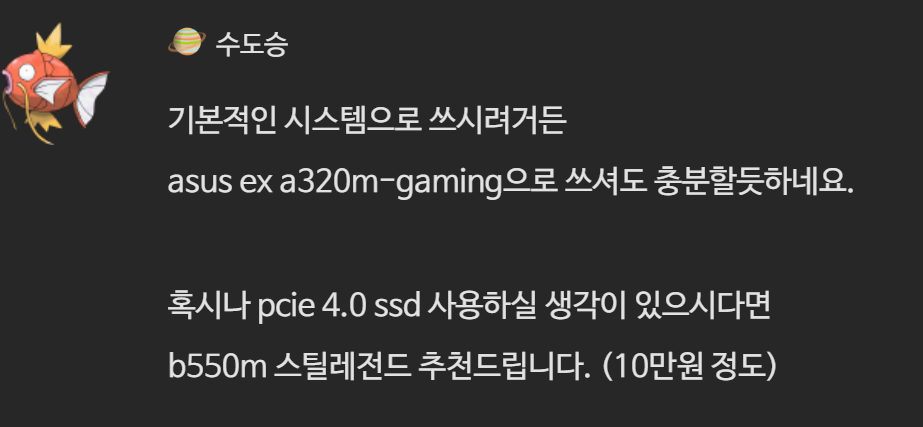 수도승
기본적인 시스템으로 쓰시려거든
asus ex a320m-gaming으로 쓰셔도 충분할듯하네요.
혹시나 pcie 4.0 ssd 사용하실 생각이 있으시다면
b550m 스틸레전드 추천드립니다. (10만원 정도)